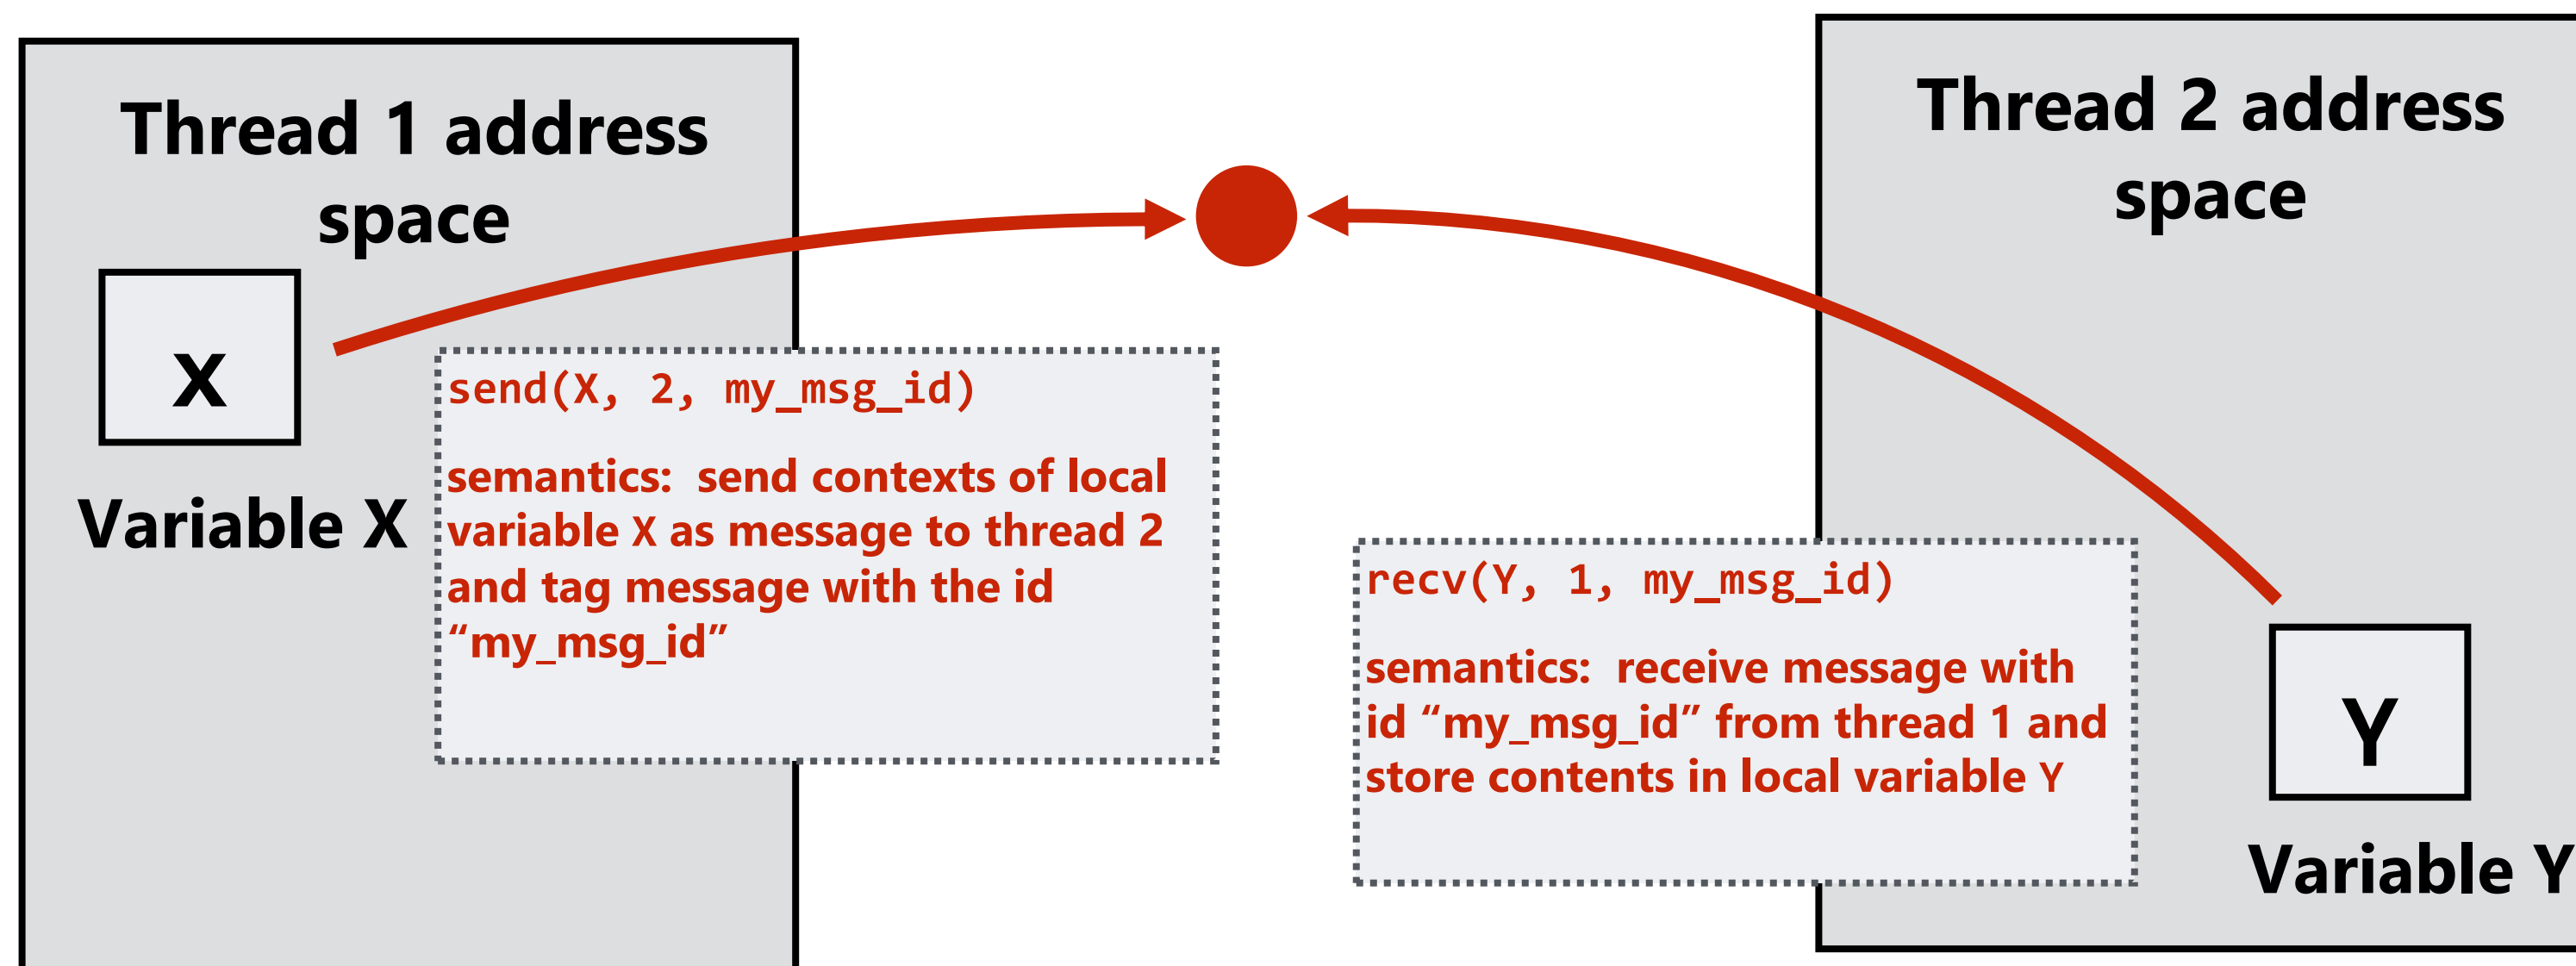 Thread 1 address
space
x
Variable X
send(X, 2, my_msg_id)
semantics: send contexts of local
variable X as message to thread 2
and tag message with the id
“my_msg_id”
Thread 2 address
space
recv(Y, 1, my_msg_id)
semantics: receive message with
id “my_msg_id” from thread 1 and
store contents in local variable Y
Y
Variable Y